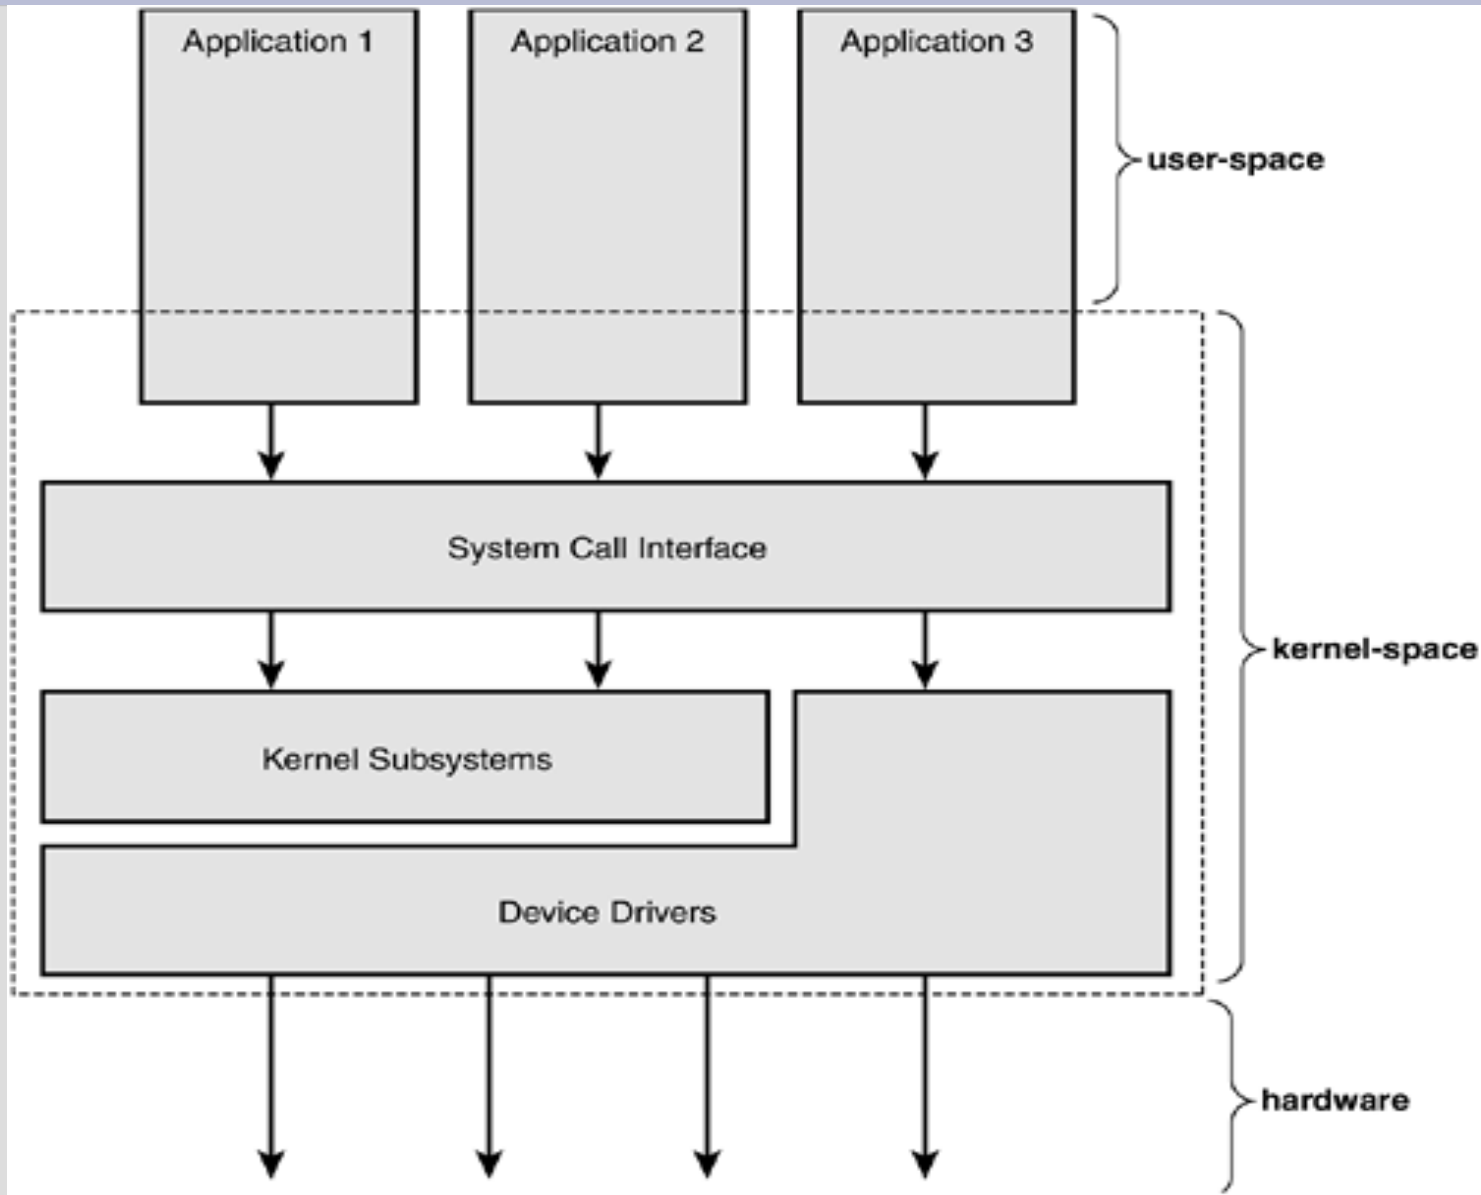 Application 1
Application 2
Application 3
user-space
System Call Interface
kernel-space
Kernel Subsystems
Device Drivers
hardware